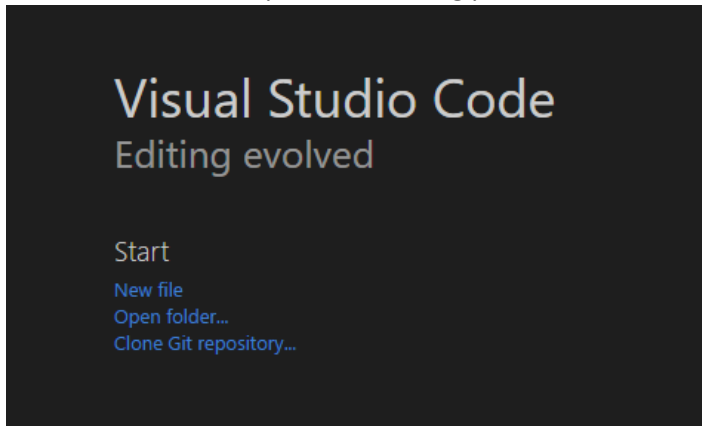 Visual Studio Code
Editing evolved
Start
New file
Open folder...
Clone Git repository...